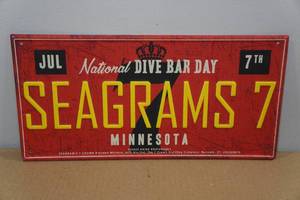 JUL 7TH
National DIVE BAR DAY
SEAGRAMS 7
MINNESOTA